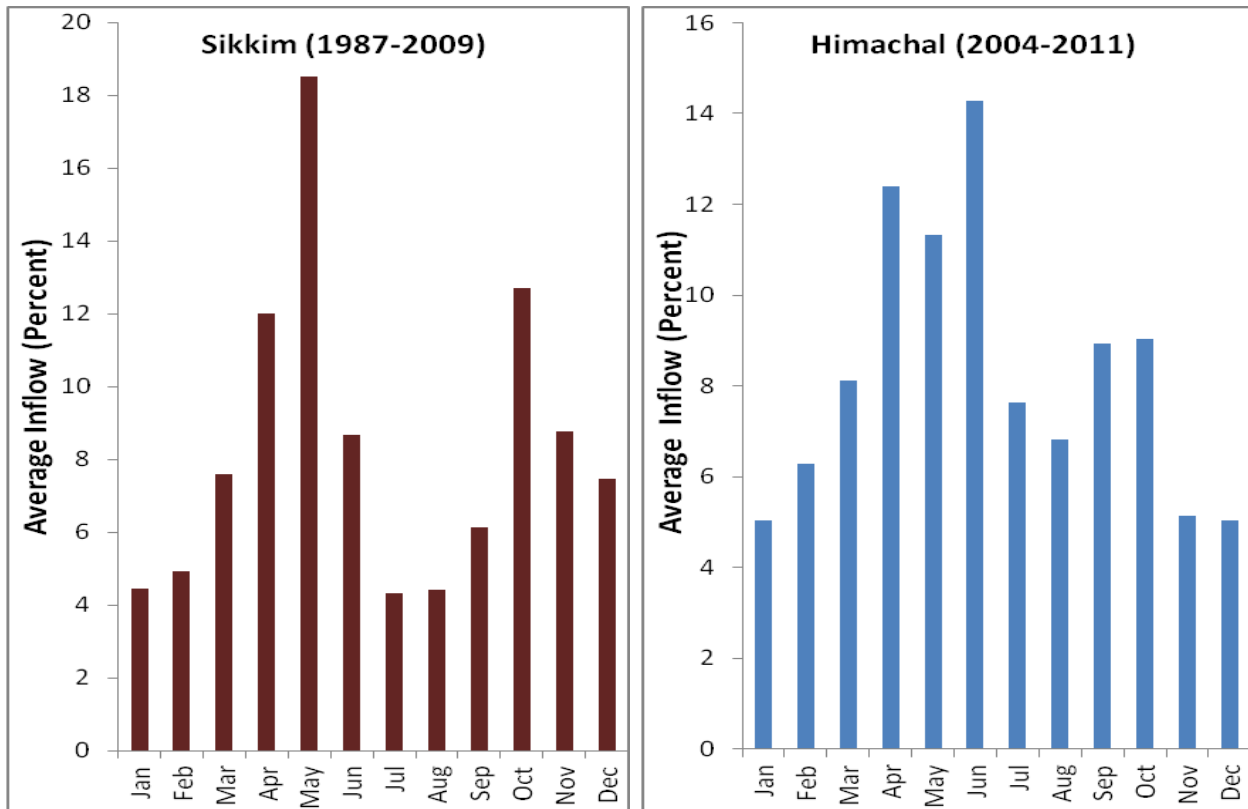 Sikkim (1987-2009)
Average Inflow (Percent)
20
18
16
14
12
10
8
6
4
2
0
Jan
Feb
Mar
Apr
May
Jun
Jul
Aug
Sep
Oct
Nov
Dec
Himachal (2004-2011)
Average Inflow (Percent)
16
14
12
10
8
6
4
2
0
Jan
Feb
Mar
Apr
May
Jun
Jul
Aug
Sep
Oct
Nov
Dec